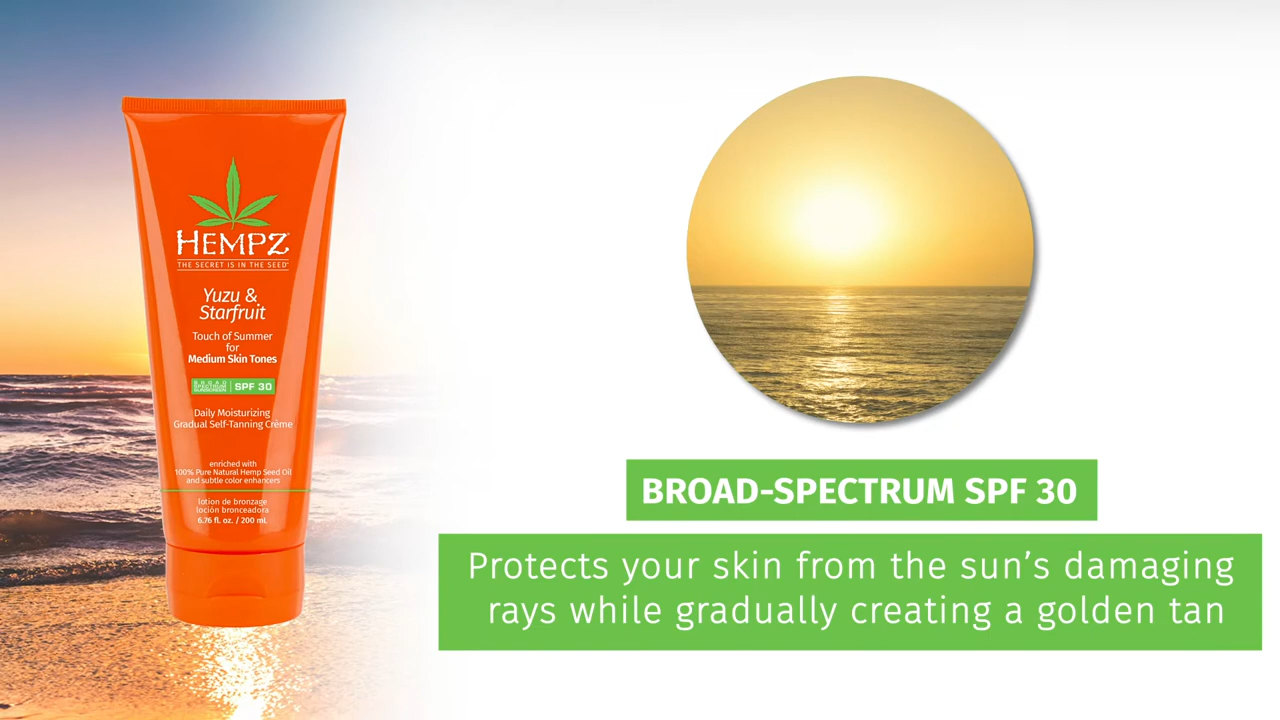 HEMPZ
THE SECRET IS IN THE SEED
Yuzu &
Starfruit
Touch of Summer
for
Medium Skin Tones
BROAD
SPECTRUM
SUNSCREEN
SPF 30
Daily Moisturizing
Gradual Self-Tanning Crème
enriched with
100% Pure Natural Hemp Seed Oil
and subtle color enhancers
lotion de bronzage
loción bronceadora
6.76 fl. oz. / 200 mL
BROAD-SPECTRUM SPF 30
Protects your skin from the sun’s damaging
rays while gradually creating a golden tan